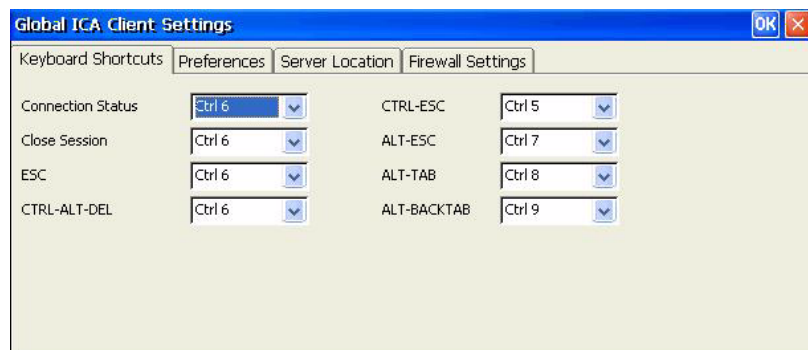 Global ICA Client Settings OK
Keyboard Shortcuts Preferences Server Location Firewall Settings
Connection Status Ctrl 6 CTRL-ESC Ctrl 5
Close Session Ctrl 6 ALT-ESC Ctrl 7
ESC Ctrl 6 ALT-TAB Ctrl 8
CTRL-ALT-DEL Ctrl 6 ALT-BACKTAB Ctrl 9